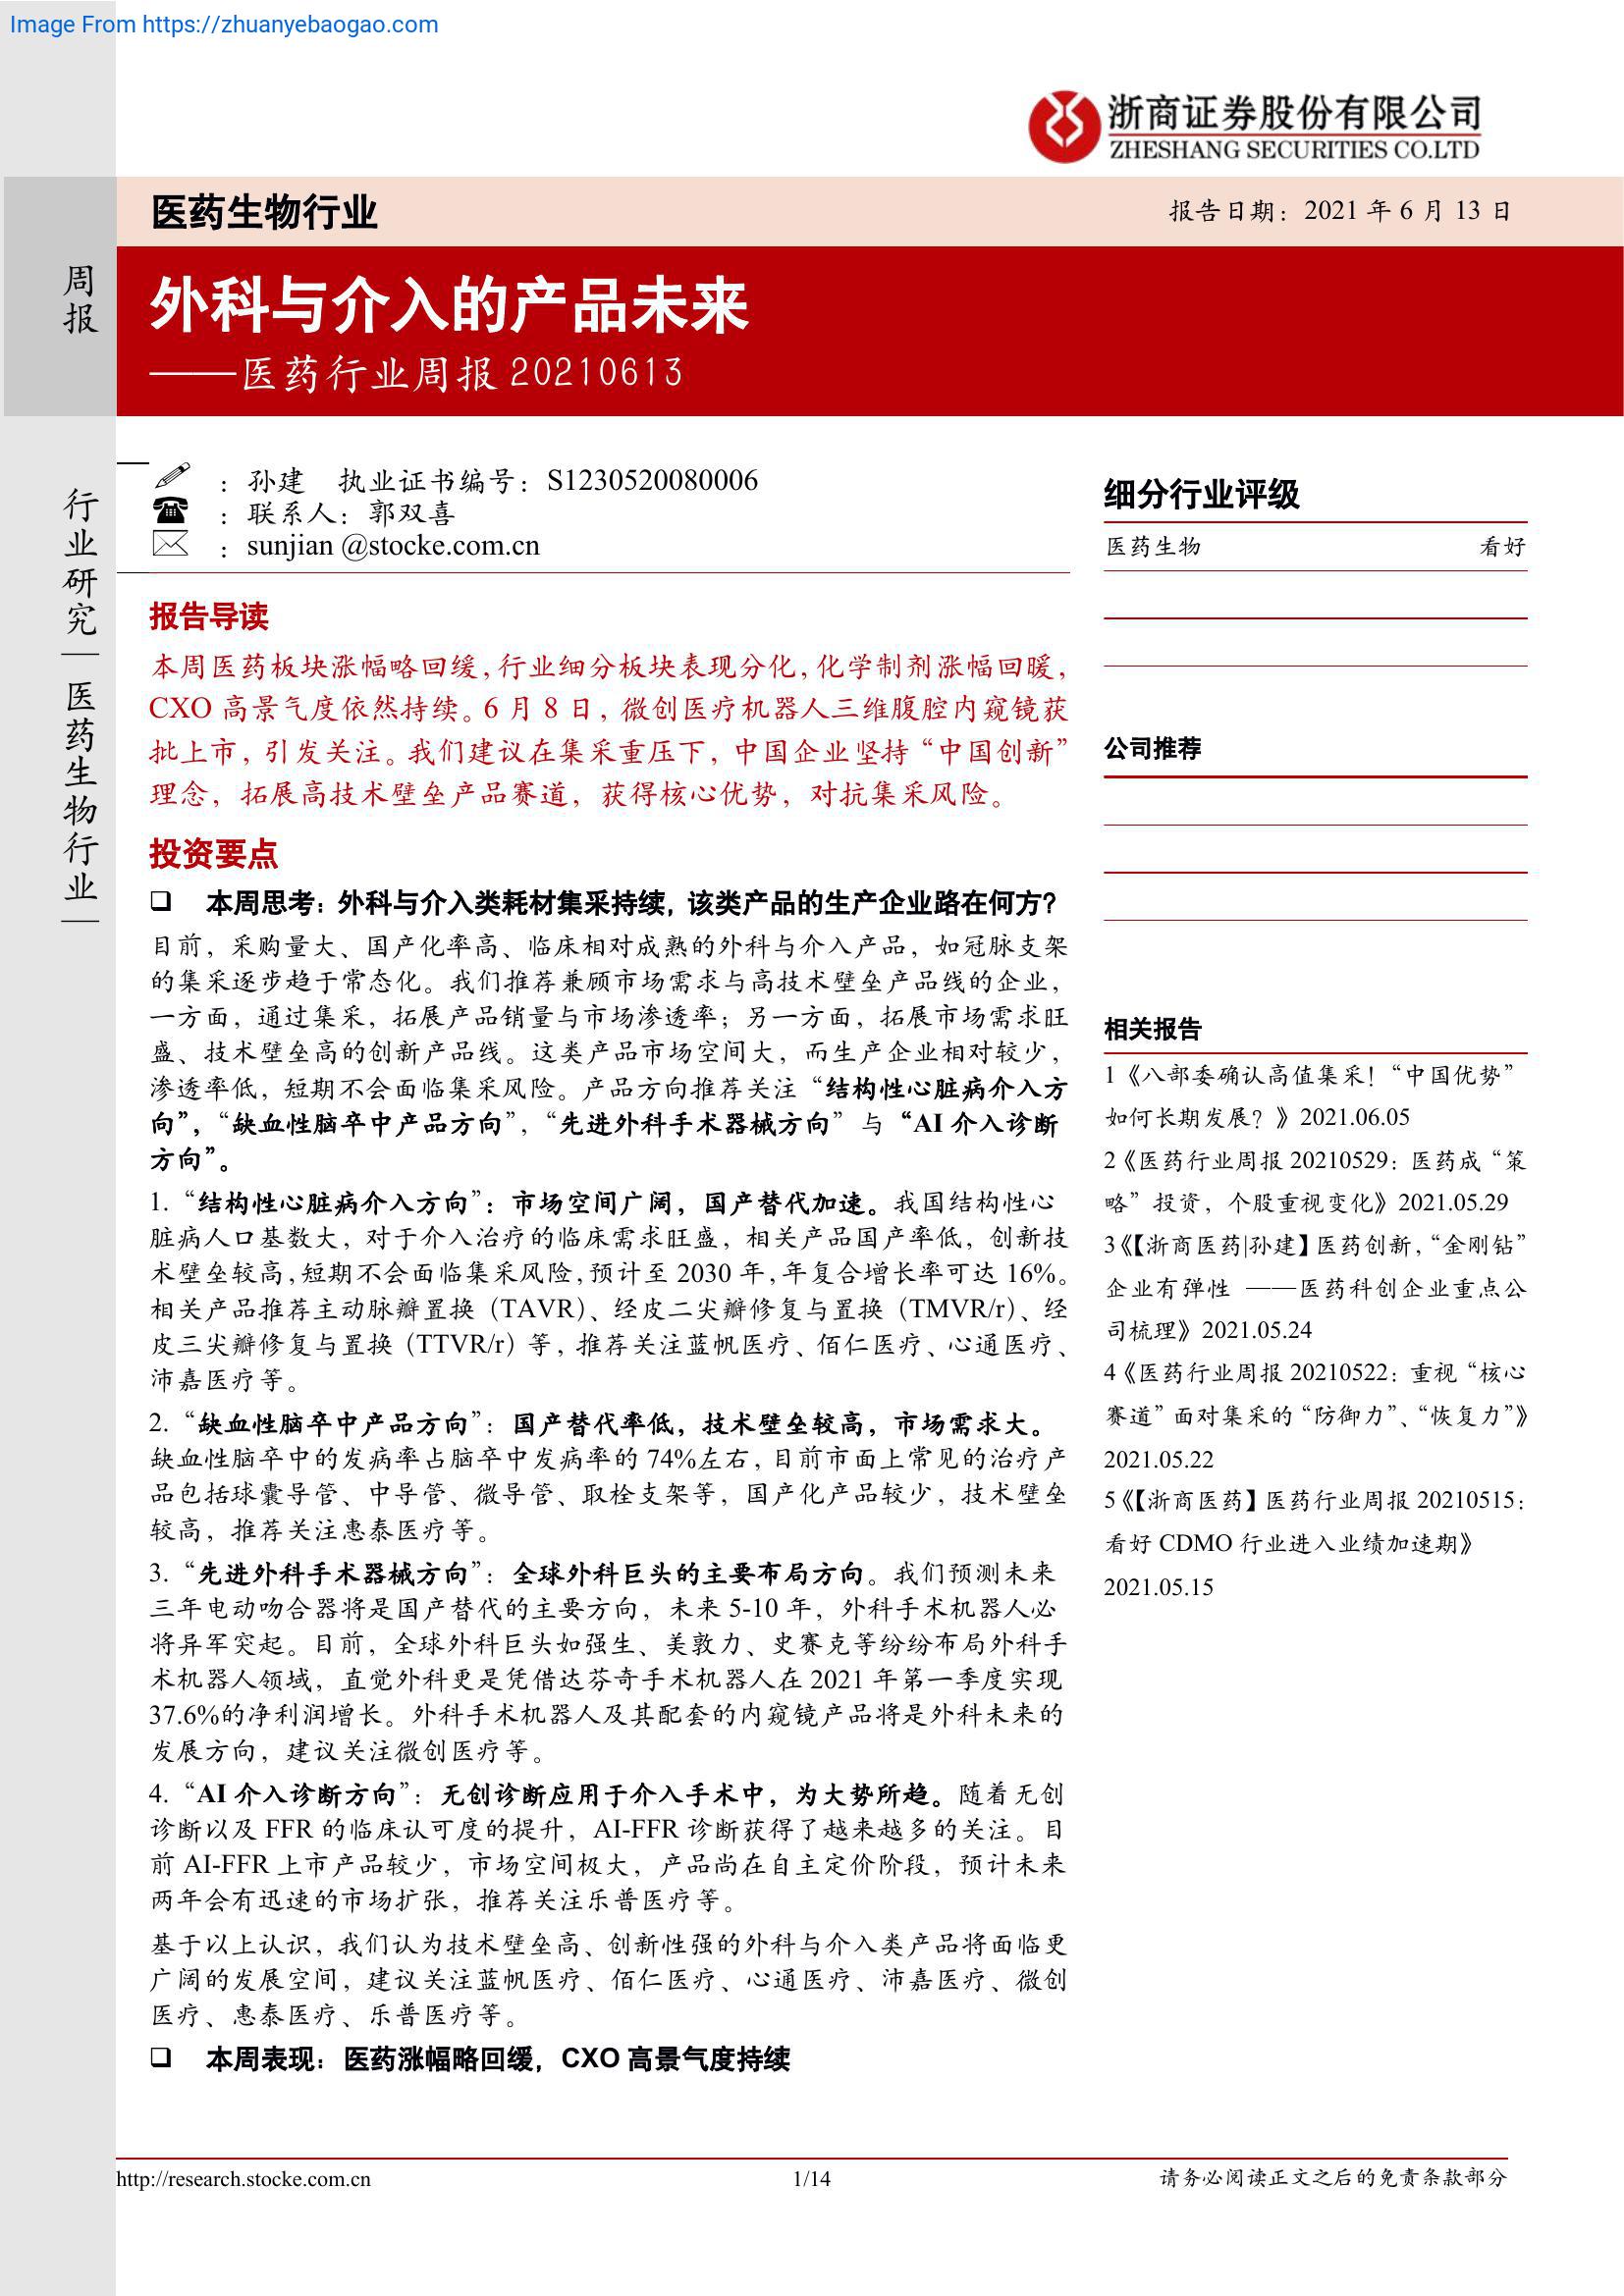 Image From https://zhuanyebaogao.com
浙商证券股份有限公司
ZHESHANG SECURITIES CO.LTD
医药生物行业
报告日期：2021 年 6 月 13 日
周报
外科与介入的产品未来
——医药行业周报 20210613
行业研究｜医药生物行业｜
：孙建 执业证书编号：S1230520080006
：联系人：郭双喜
：sunjian @stocke.com.cn
报告导读
本周医药板块涨幅略回缓，行业细分板块表现分化，化学制剂涨幅回暖，
CXO 高景气度依然持续。6 月 8 日，微创医疗机器人三维腹腔内窥镜获
批上市，引发关注。我们建议在集采重压下，中国企业坚持“中国创新”
理念，拓展高技术壁垒产品赛道，获得核心优势，对抗集采风险。
投资要点
❑ 本周思考：外科与介入类耗材集采持续，该类产品的生产企业路在何方？
目前，采购量大、国产化率高、临床相对成熟的外科与介入产品，如冠脉支架
的集采逐步趋于常态化。我们推荐兼顾市场需求与高技术壁垒产品线的企业，
一方面，通过集采，拓展产品销量与市场渗透率；另一方面，拓展市场需求旺
盛、技术壁垒高的创新产品线。这类产品市场空间大，而生产企业相对较少，
渗透率低，短期不会面临集采风险。产品方向推荐关注“结构性心脏病介入方
向”，“缺血性脑卒中产品方向”，“先进外科手术器械方向”与“AI 介入诊断
方向”。
1. “结构性心脏病介入方向”：市场空间广阔，国产替代加速。我国结构性心
脏病人口基数大，对于介入治疗的临床需求旺盛，相关产品国产率低，创新技
术壁垒较高，短期不会面临集采风险，预计至 2030 年，年复合增长率可达 16%。
相关产品推荐主动脉瓣置换（TAVR）、经皮二尖瓣修复与置换（TMVR/r）、经
皮三尖瓣修复与置换（TTVR/r）等，推荐关注蓝帆医疗、佰仁医疗、心通医疗、
沛嘉医疗等。
2. “缺血性脑卒中产品方向”：国产替代率低，技术壁垒较高，市场需求大。
缺血性脑卒中的发病率占脑卒中发病率的 74%左右，目前市面上常见的治疗产
品包括球囊导管、中导管、微导管、取栓支架等，国产化产品较少，技术壁垒
较高，推荐关注惠泰医疗等。
3. “先进外科手术器械方向”：全球外科巨头的主要布局方向。我们预测未来
三年电动吻合器将是国产替代的主要方向，未来 5-10 年，外科手术机器人必
将异军突起。目前，全球外科巨头如强生、美敦力、史赛克等纷纷布局外科手
术机器人领域，直觉外科更是凭借达芬奇手术机器人在 2021 年第一季度实现
37.6%的净利润增长。外科手术机器人及其配套的内窥镜产品将是外科未来的
发展方向，建议关注微创医疗等。
4. “AI 介入诊断方向”：无创诊断应用于介入手术中，为大势所趋。随着无创
诊断以及 FFR 的临床认可度的提升，AI-FFR 诊断获得了越来越多的关注。目
前 AI-FFR 上市产品较少，市场空间极大，产品尚在自主定价阶段，预计未来
两年会有迅速的市场扩张，推荐关注乐普医疗等。
基于以上认识，我们认为技术壁垒高、创新性强的外科与介入类产品将面临更
广阔的发展空间，建议关注蓝帆医疗、佰仁医疗、心通医疗、沛嘉医疗、微创
医疗、惠泰医疗、乐普医疗等。
❑ 本周表现：医药涨幅略回缓，CXO 高景气度持续
细分行业评级
医药生物 看好
公司推荐
相关报告
1《八部委确认高值集采！“中国优势”
如何长期发展？》2021.06.05
2《医药行业周报 20210529：医药成“策
略”投资，个股重视变化》2021.05.29
3《【浙商医药|孙建】医药创新，“金刚钻”
企业有弹性 ——医药科创企业重点公
司梳理》2021.05.24
4《医药行业周报 20210522：重视“核心
赛道”面对集采的“防御力”、“恢复力”》
2021.05.22
5《【浙商医药】医药行业周报 20210515：
看好 CDMO 行业进入业绩加速期》
2021.05.15
http://research.stocke.com.cn
1/14
请务必阅读正文之后的免责条款部分